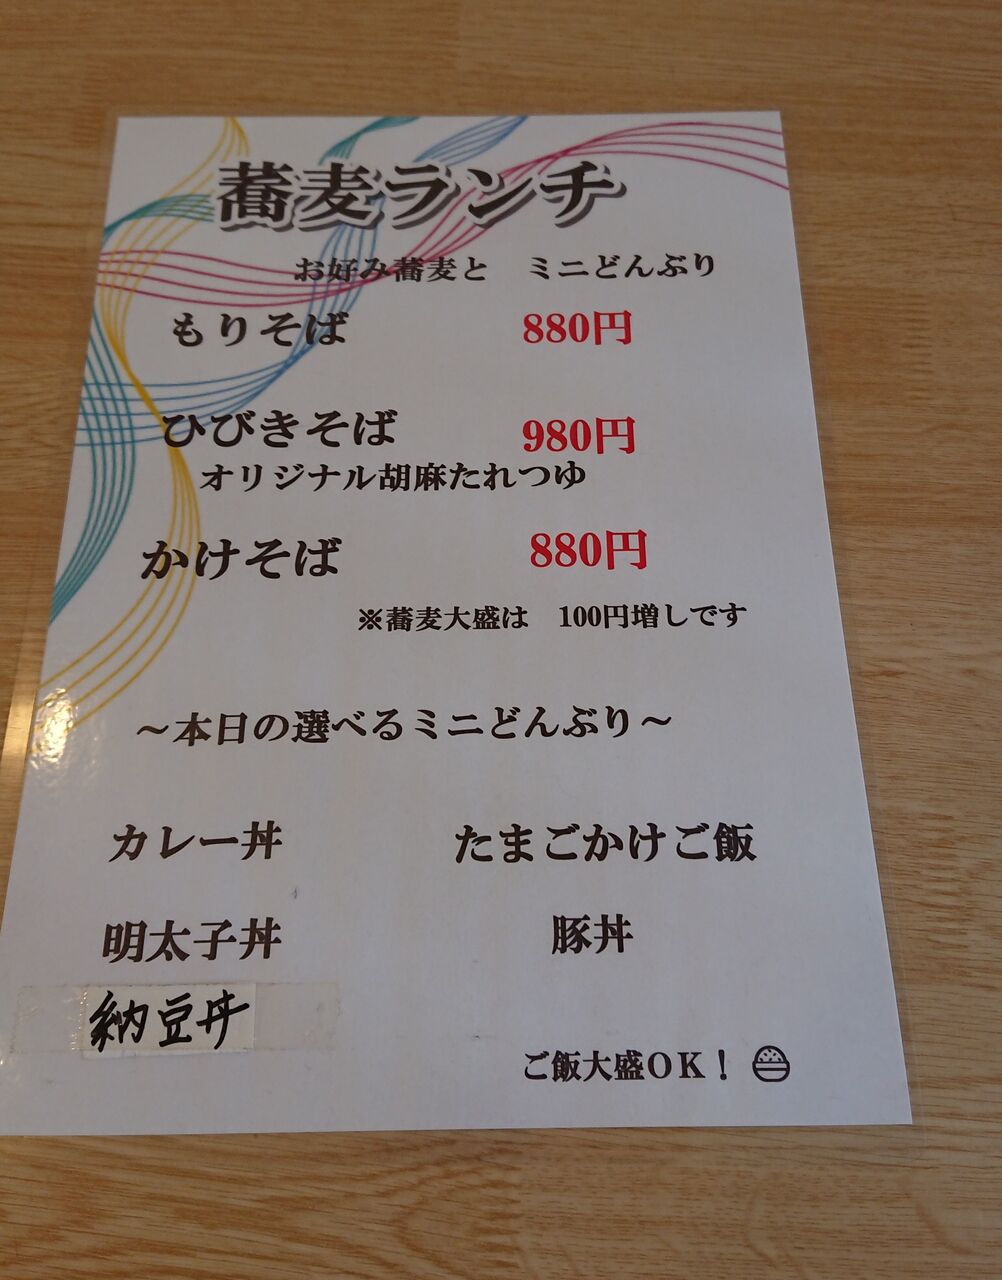 蕎麦ランチ
お好み蕎麦と　ミニどんぶり
もりそば　880円
ひびきそば　980円
オリジナル胡麻たれつゆ
かけそば　880円
※蕎麦大盛は　100円増しです
～本日の選べるミニどんぶり～
カレー丼　たまごかけご飯
明太子丼　豚丼
納豆丼
ご飯大盛OK！